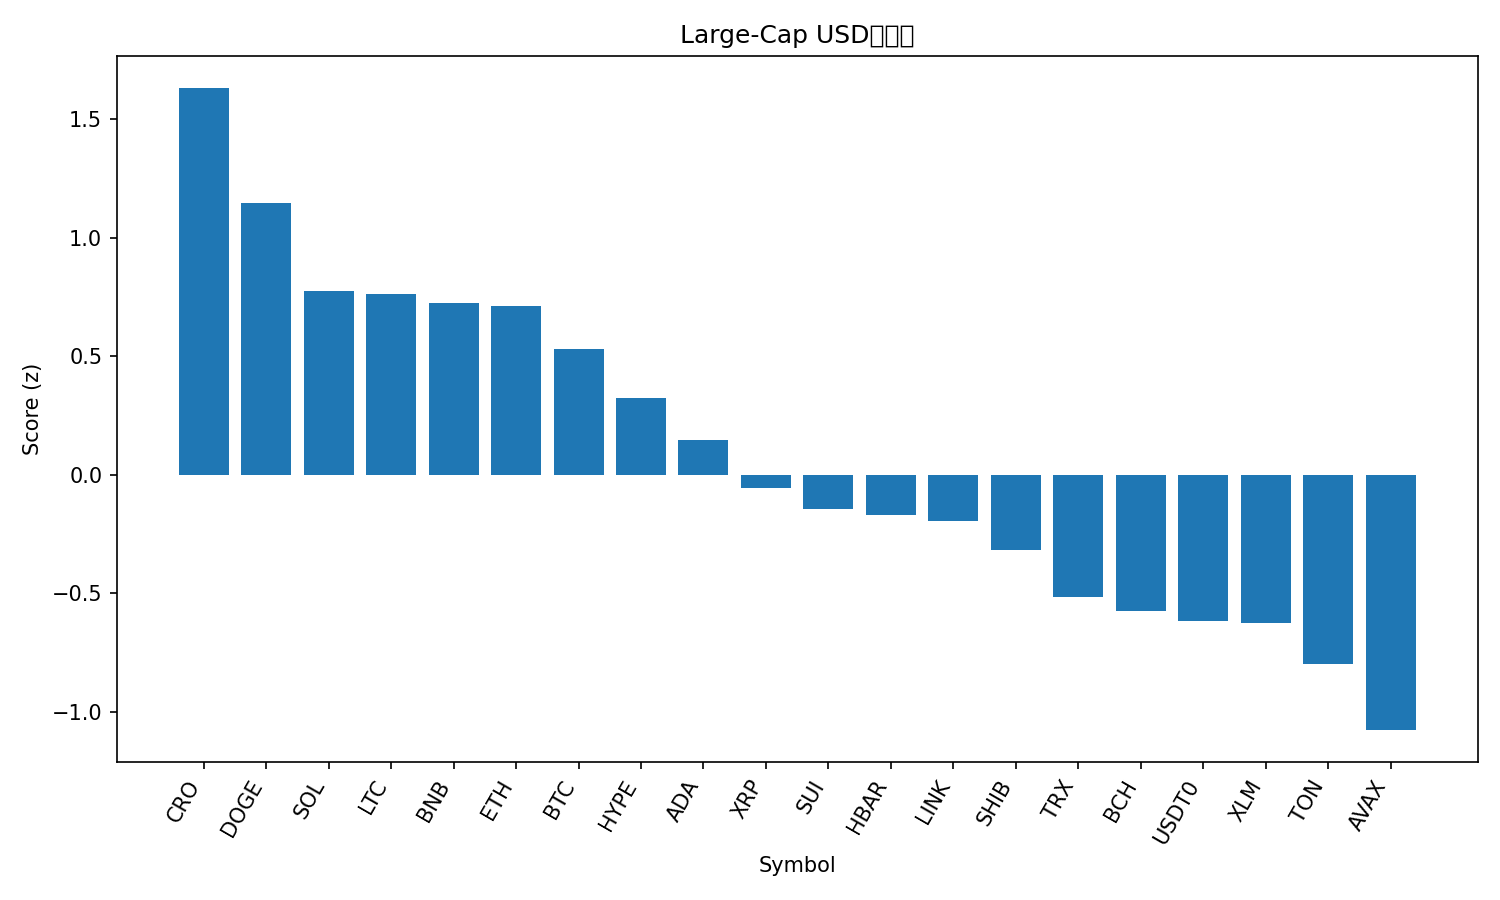 Large-Cap USD
Score (z)
1.5
1.0
0.5
0.0
−0.5
−1.0
CRO
DOGE
SOL
LTC
BNB
ETH
BTC
HYPE
ADA
XRP
SUI
HBAR
LINK
SHIB
TRX
BCH
USDT0
XLM
TON
AVAX
Symbol